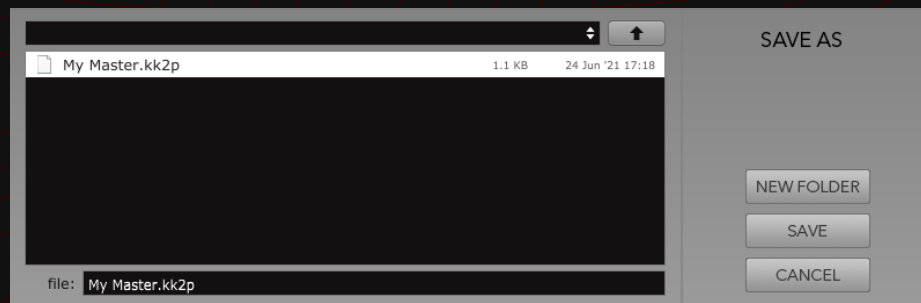 SAVE AS
My Master.kk2p 1.1 KB 24 Jun '21 17:18
NEW FOLDER
SAVE
CANCEL
file: My Master.kk2p